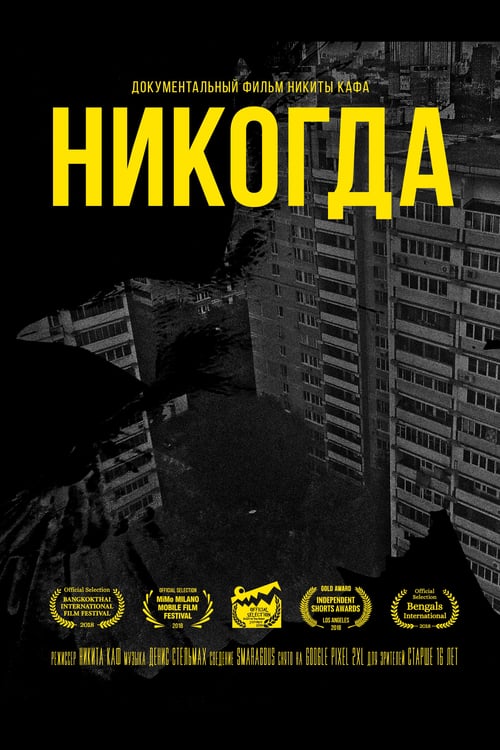 ДОКУМЕНТАЛЬНЫЙ ФИЛЬМ НИКИТЫ КАФА
НИКОГДА
Official Selection
BANGKOKTHAI
INTERNATIONAL
FILM FESTIVAL
2018
OFFICIAL SELECTION
MiMo MILANO
MOBILE FILM
FESTIVAL
2018
OFFICIAL
SELECTION
GOLD AWARD
INDEPENDENT
SHORTS AWARDS
LOS ANGELES
2018
Official
Selection
Bengals
International
2018
РЕЖИССЕР НИКИТА КАФ МУЗЫКА ДЕНИС СТЕЛЬМАХ СВЕДЕНИЕ SMARAGDUS СНЯТО НА GOOGLE PIXEL 2XL ДЛЯ ЗРИТЕЛЕЙ СТАРШЕ 16 ЛЕТ